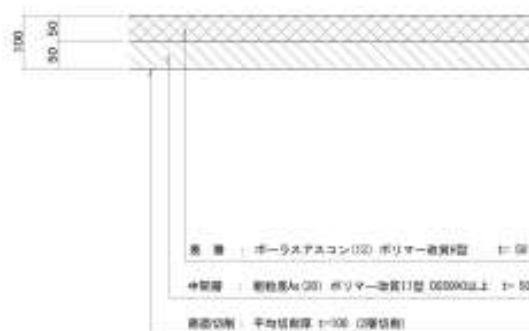 100
50
50
表 層 : ポーラスアスコン(13) ポリマー改質H型 t= 50
中間層 : 粗粒度As(20) ポリマー改質II型 DS5000以上 t= 50
路面切削 : 平均切削厚 t=100 (2層切削)